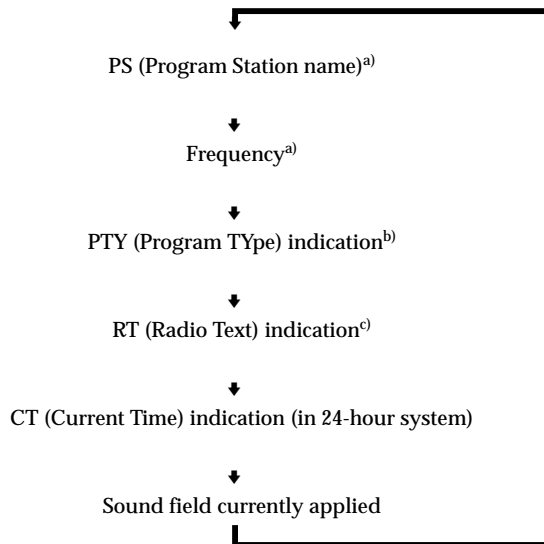 PS (Program Station name)a)
Frequencya)
PTY (Program TYpe) indicationb)
RT (Radio Text) indicationc)
CT (Current Time) indication (in 24-hour system)
Sound field currently applied